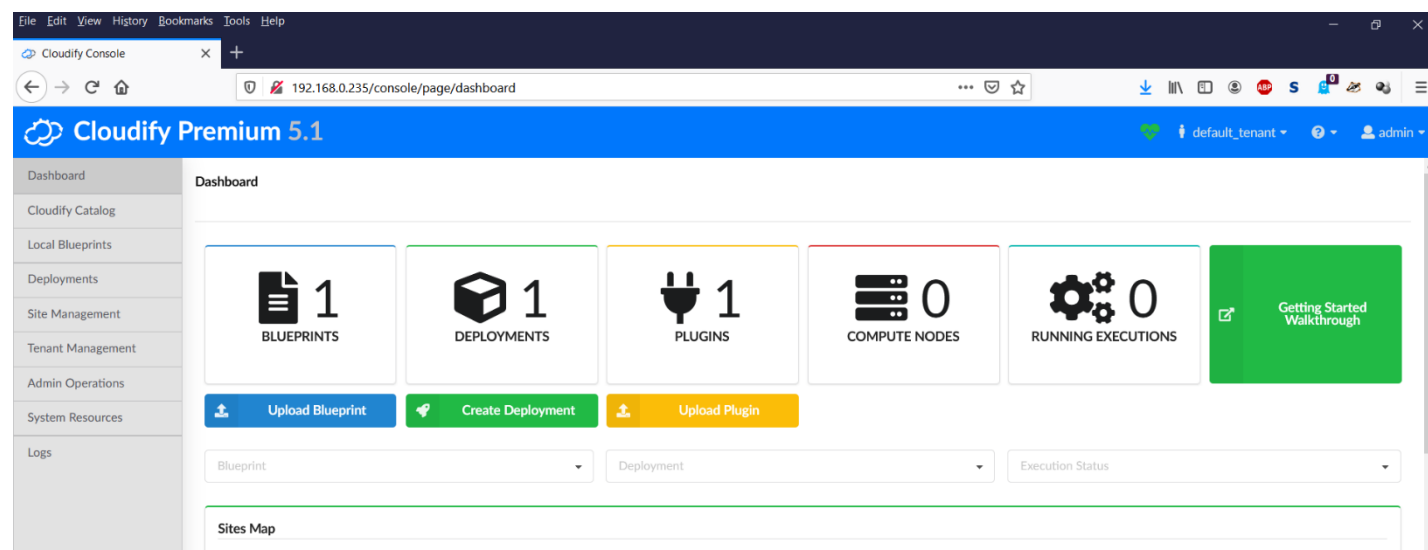 File Edit View History Bookmarks Tools Help
Cloudify Console
192.168.0.235/console/page/dashboard
ABP S 0
Cloudify Premium 5.1
default_tenant
admin
Dashboard
Cloudify Catalog
Local Blueprints
Deployments
Site Management
Tenant Management
Admin Operations
System Resources
Logs
Dashboard
1
BLUEPRINTS
1
DEPLOYMENTS
1
PLUGINS
0
COMPUTE NODES
0
RUNNING EXECUTIONS
Getting Started
Walkthrough
Upload Blueprint
Create Deployment
Upload Plugin
Blueprint
Deployment
Execution Status
Sites Map